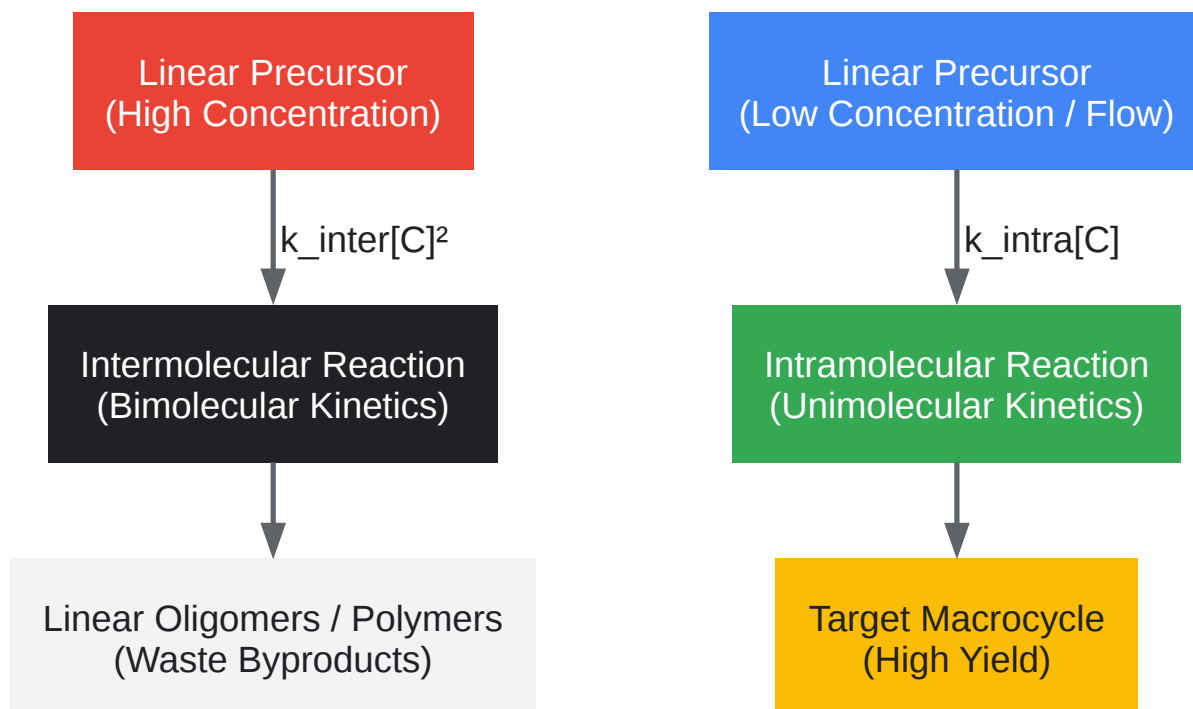 Linear Precursor
(High Concentration)
k_inter[C]²
Intermolecular Reaction
(Bimolecular Kinetics)
Linear Oligomers / Polymers
(Waste Byproducts)
Linear Precursor
(Low Concentration / Flow)
k_intra[C]
Intramolecular Reaction
(Unimolecular Kinetics)
Target Macrocycle
(High Yield)